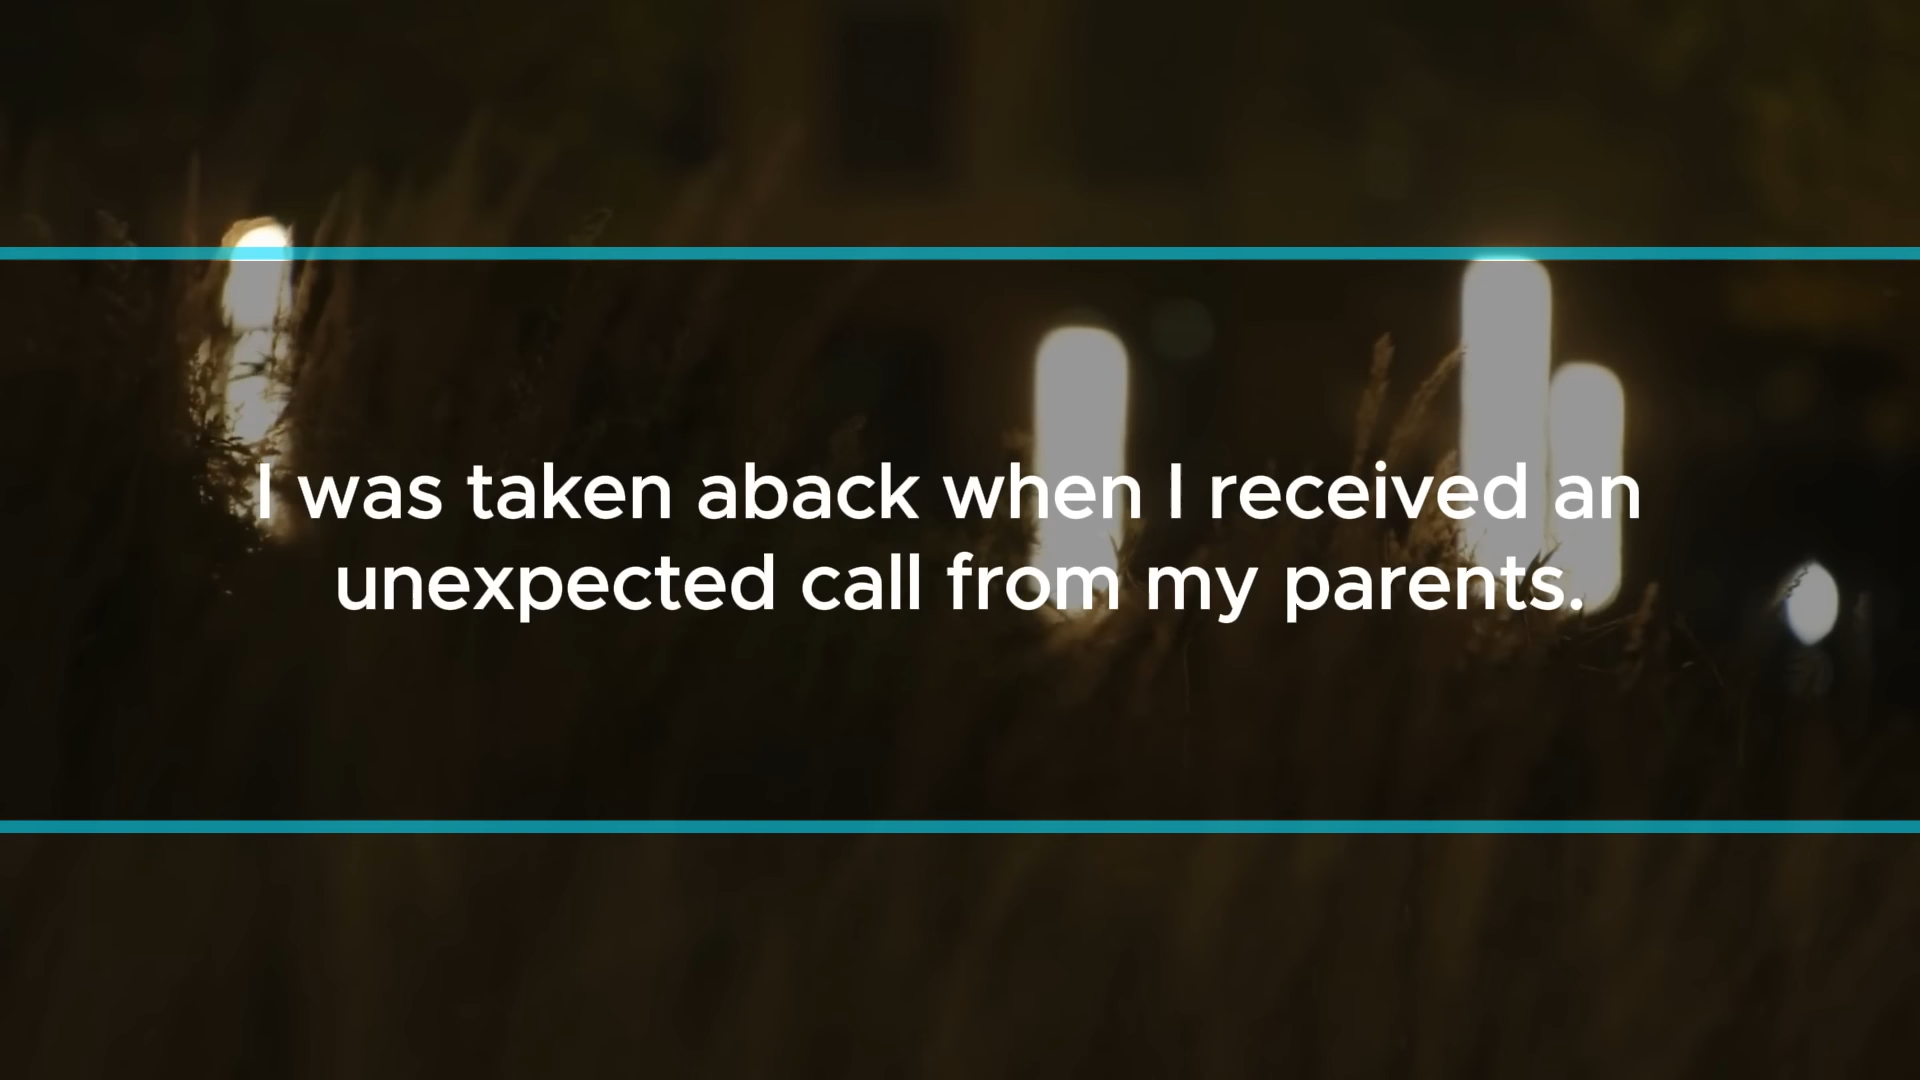 I was taken aback when I received an
unexpected call from my parents.